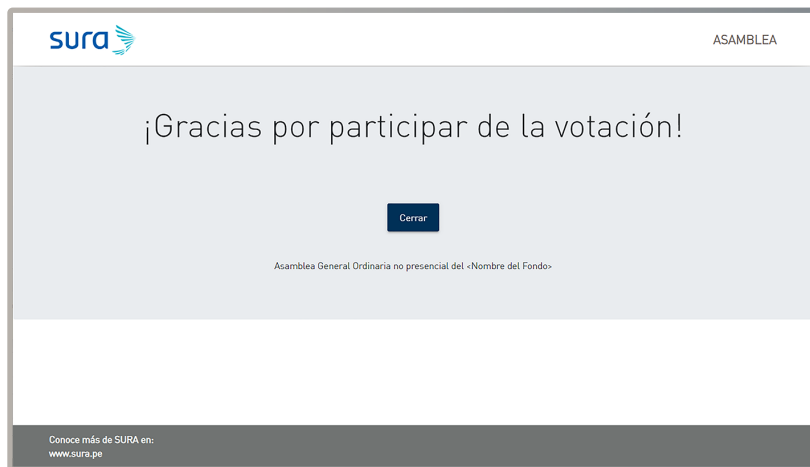 sura
ASAMBLEA
¡Gracias por participar de la votación!
Cerrar
Asamblea General Ordinaria no presencial del <Nombre del Fondo>
Conoce más de SURA en:
www.sura.pe